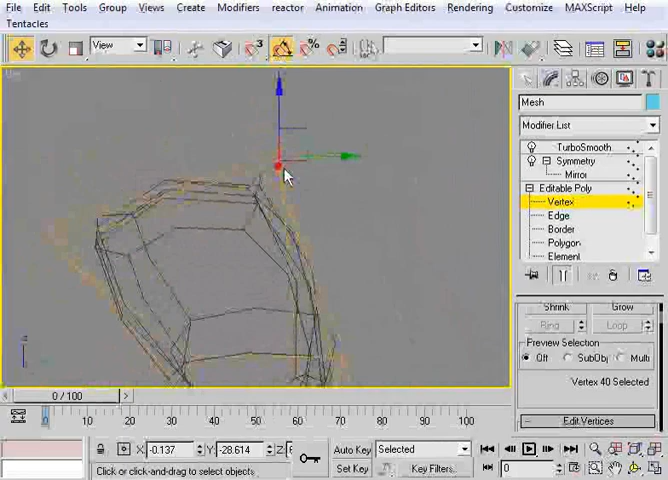 File Edit Tools Group Views Create Modifiers reactor Animation Graph Editors Rendering Customize MAXScript Help
Tentacles
View
3 % 
Mesh
Modifier List
TurboSmooth
Symmetry
Mirror
Editable Poly
Vertex
Edge
Border
Polygon
Element
Shrink Grow
Ring Loop
Preview Selection
Off SubObj Multi
Vertex 40 Selected
Edit Vertices
0 / 100
0 10 20 30 40 50 60 70 80 90 100
X: -0.137 Y: -28.614 Z:
Auto Key Selected
Click or click-and-drag to select objects
Set Key Key Filters... 0